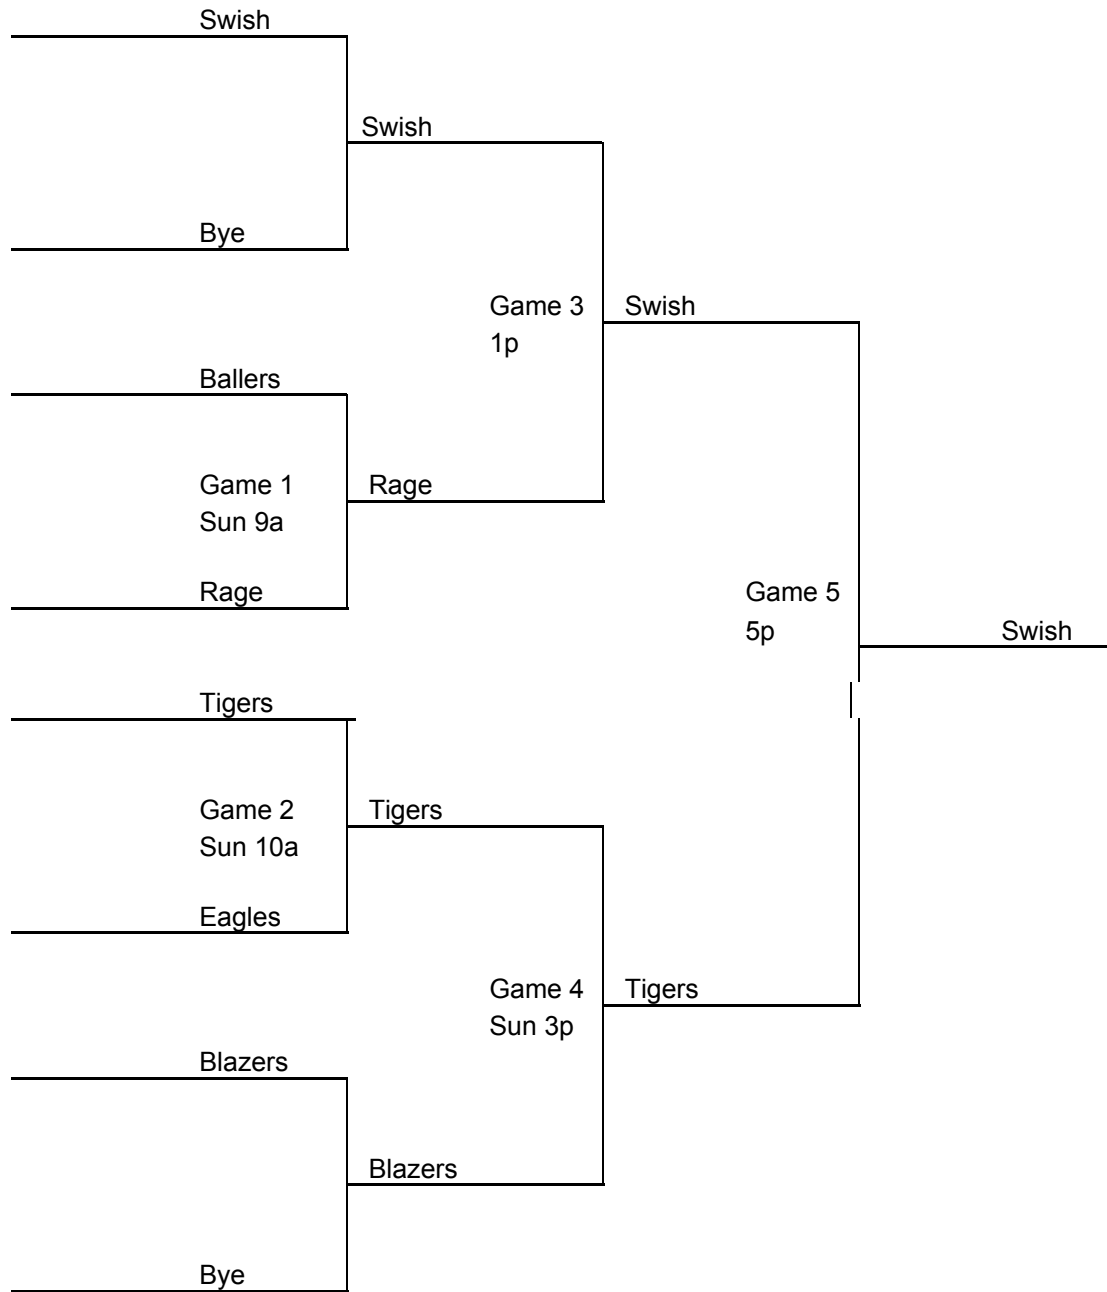 Swish
Swish
Bye
Game 3
1p
Swish
Ballers
Game 1
Sun 9a
Rage
Rage
Game 5
5p
Swish
Tigers
Game 2
Sun 10a
Tigers
Eagles
Game 4
Sun 3p
Tigers
Blazers
Blazers
Bye